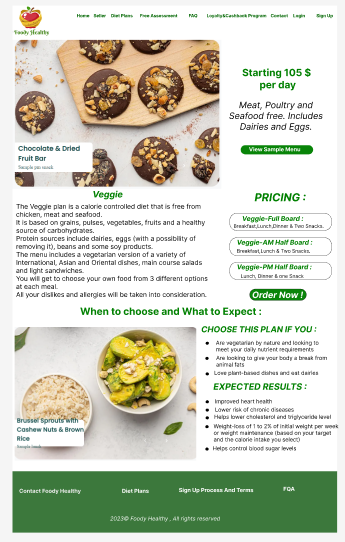 Home Seller Diet Plans Free Assessment FAQ Loyalty&Cashback Program Contact Login Sign Up
Foody Healthy
Starting 105 $
per day
Meat, Poultry and
Seafood free. Includes
Dairies and Eggs.
View Sample Menu
Chocolate & Dried
Fruit Bar
Sample pm snack
Veggie
The Veggie plan is a calorie controlled diet that is free from
chicken, meat and seafood.
It is based on grains, pulses, vegetables, fruits and a healthy
source of carbohydrates.
Protein sources include dairies, eggs (with a possibility of
removing it), beans and some soy products.
The menu includes a vegetarian version of a variety of
International, Asian and Oriental dishes, main course salads
and light sandwiches.
You will get to choose your own food from 3 different options
at each meal.
All your dislikes and allergies will be taken into consideration.
PRICING :
Veggie-Full Board :
Breakfast,Lunch,Dinner & Two Snacks.
Veggie-AM Half Board :
Breakfast,Lunch & Two Snacks.
Veggie-PM Half Board :
Lunch, Dinner & one Snack
Order Now !
When to choose and What to Expect :
Brussel Sprouts with
Cashew Nuts & Brown
Rice
Sample lunch
CHOOSE THIS PLAN IF YOU :
Are vegetarian by nature and looking to
meet your daily nutrient requirements
Are looking to give your body a break from
animal fats
Love plant-based dishes and eat dairies
EXPECTED RESULTS :
Improved heart health
Lower risk of chronic diseases
Helps lower cholesterol and triglyceride level
Weight-loss of 1 to 2% of initial weight per week
or weight maintenance (based on your target
and the calorie intake you select)
Helps control blood sugar levels
Contact Foody Healthy Diet Plans Sign Up Process And Terms FQA
2023© Foody Healthy , All rights reserved